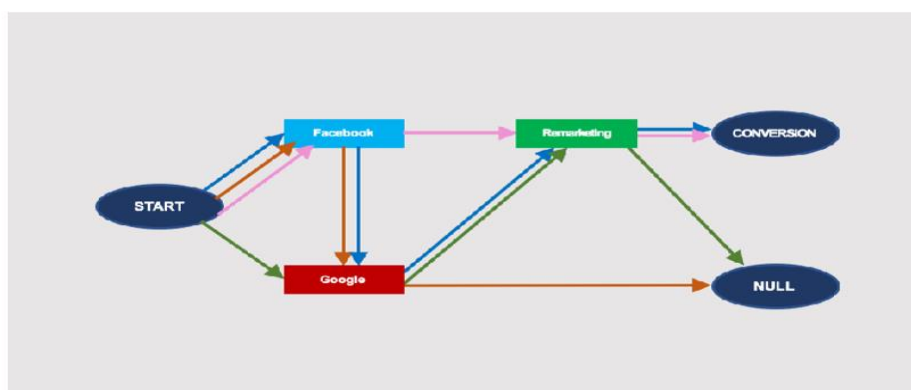 Facebook
Remarketing
CONVERSION
START
Google
NULL